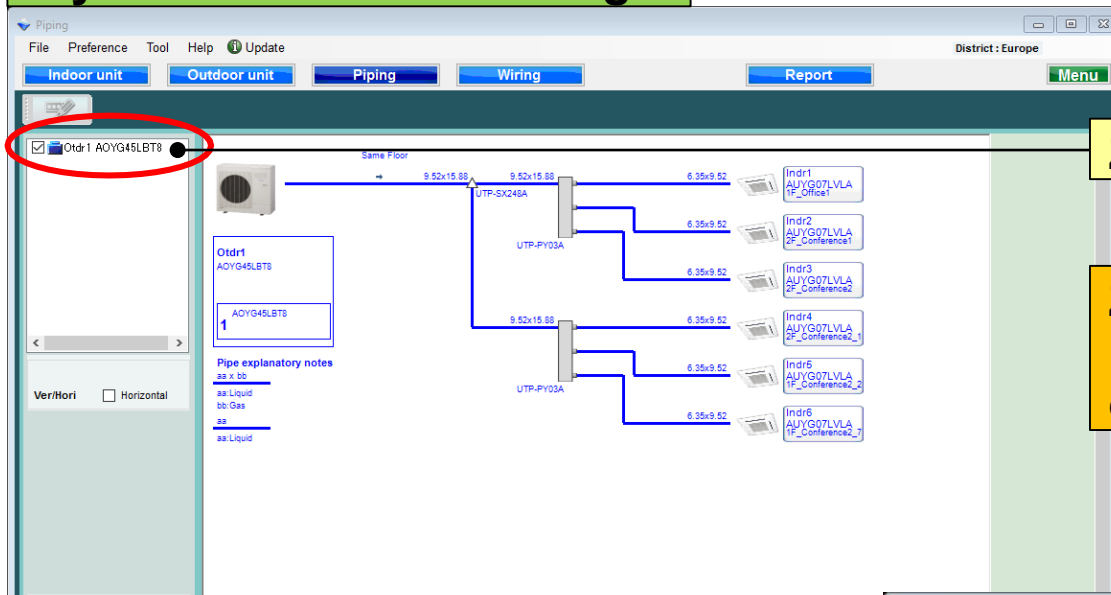 Piping
File Preference Tool Help Update
District : Europe
Indoor unit Outdoor unit Piping Wiring Report Menu
Otdr1 AOYG45LBT8
Ver/Hori Horizontal
Same Floor
9.52x15.88
9.52x15.88
UTP-SX248A
UTP-PY03A
6.35x9.52
Indr1
AUYG07LVLA
1F_Office1
6.35x9.52
Indr2
AUYG07LVLA
2F_Conference1
6.35x9.52
Indr3
AUYG07LVLA
2F_Conference2
9.52x15.88
UTP-PY03A
6.35x9.52
Indr4
AUYG07LVLA
2F_Conference2_1
6.35x9.52
Indr5
AUYG07LVLA
1F_Conference2_2
6.35x9.52
Indr6
AUYG07LVLA
1F_Conference2_7
Otdr1
AOYG45LBT8
AOYG45LBT8
1
Pipe explanatory notes
aa x bb
aa:Liquid
bb:Gas
aa
aa:Liquid